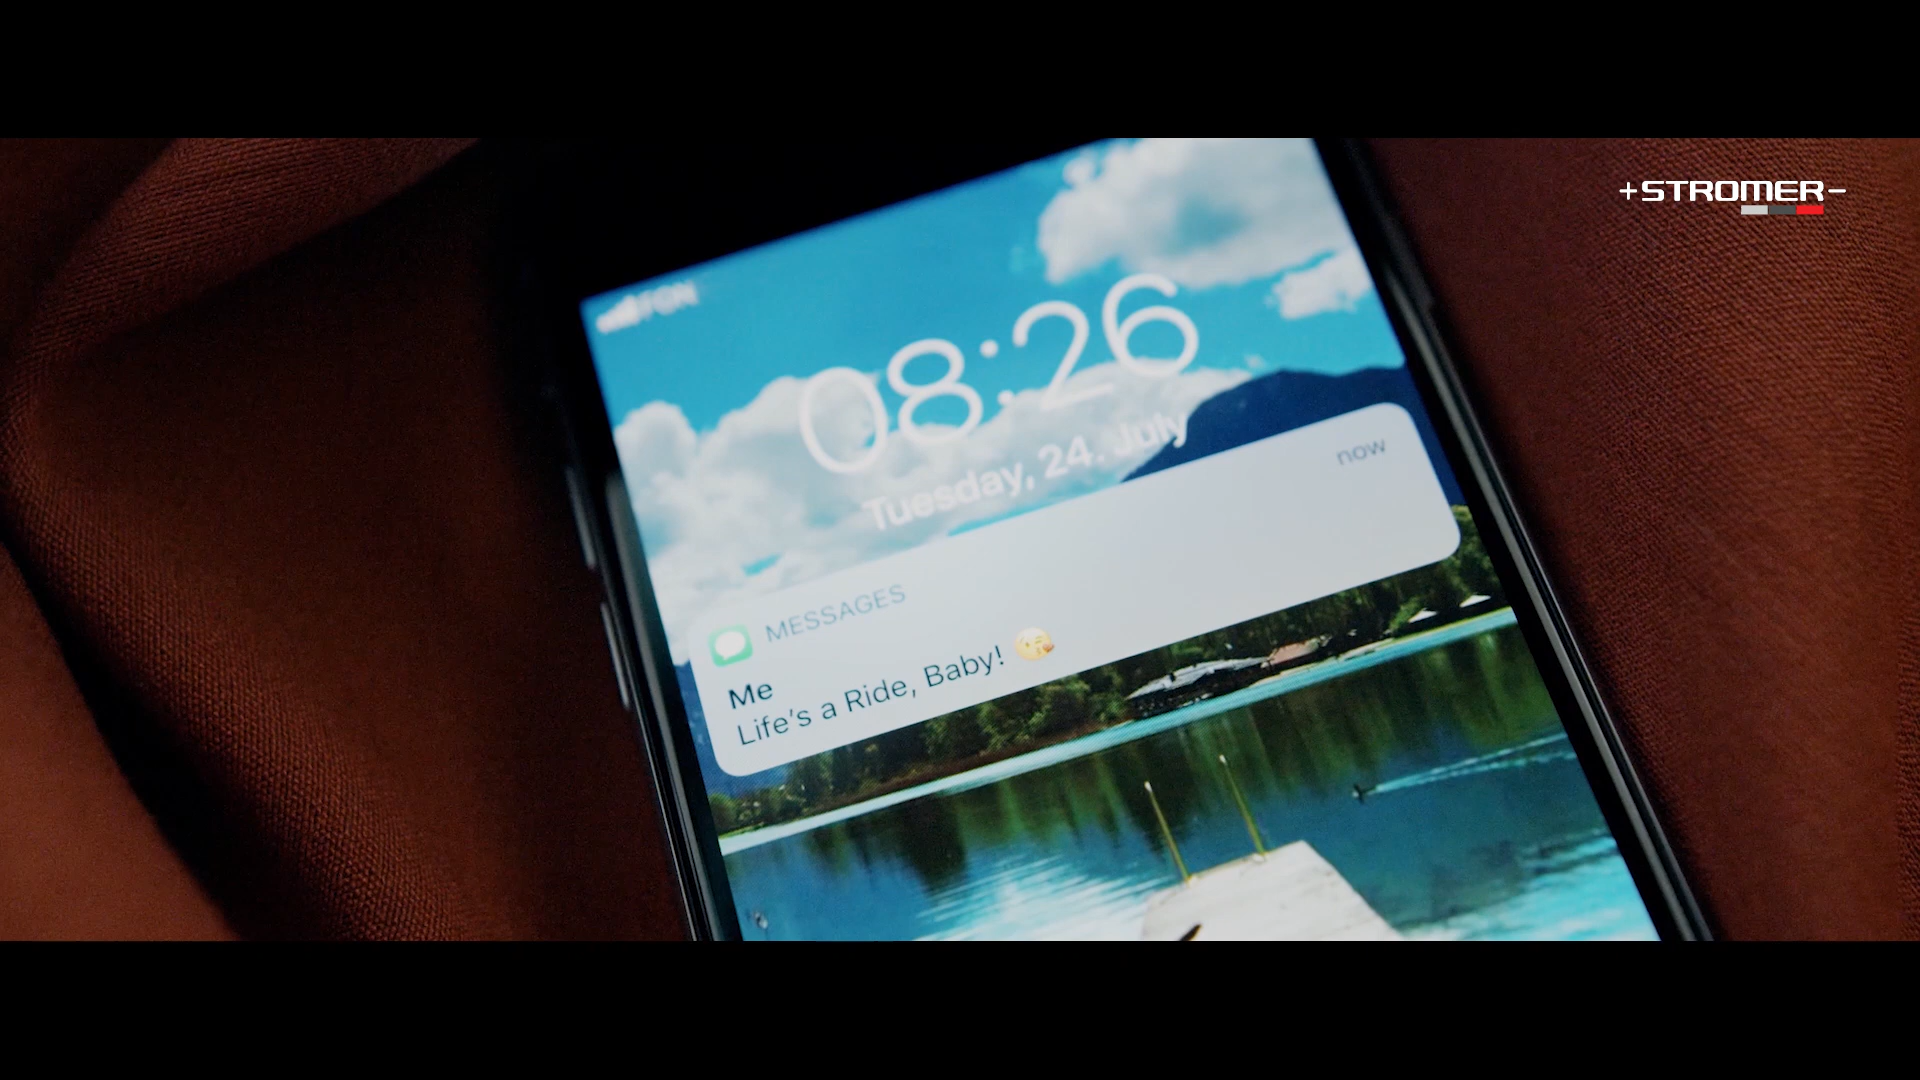 +STROMER-
08:26
Tuesday, 24. July
now
MESSAGES
Me
Life's a Ride, Baby! 😘